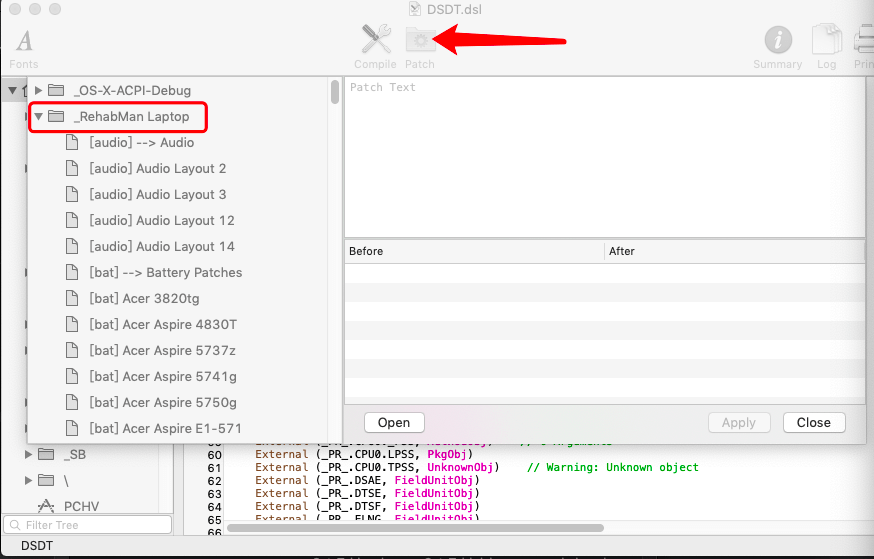 DSDT.dsl
Fonts
Compile
Patch
Summary
Log
Prin
_OS-X-ACPI-Debug
_RehabMan Laptop
[audio] --> Audio
[audio] Audio Layout 2
[audio] Audio Layout 3
[audio] Audio Layout 12
[audio] Audio Layout 14
[bat] --> Battery Patches
[bat] Acer 3820tg
[bat] Acer Aspire 4830T
[bat] Acer Aspire 5737z
[bat] Acer Aspire 5741g
[bat] Acer Aspire 5750g
[bat] Acer Aspire E1-571
Patch Text
Before
After
Open
Apply
Close
60 External (_PR_.CPU0.LPSS, PkgObj)
61 External (_PR_.CPU0.TPSS, UnknownObj) // Warning: Unknown object
62 External (_PR_.DSAE, FieldUnitObj)
63 External (_PR_.DTSE, FieldUnitObj)
64 External (_PR_.DTSF, FieldUnitObj)
65 External (_PR_.ELNG, FieldUnitObj)
66
_SB
\
PCHV
Filter Tree
DSDT